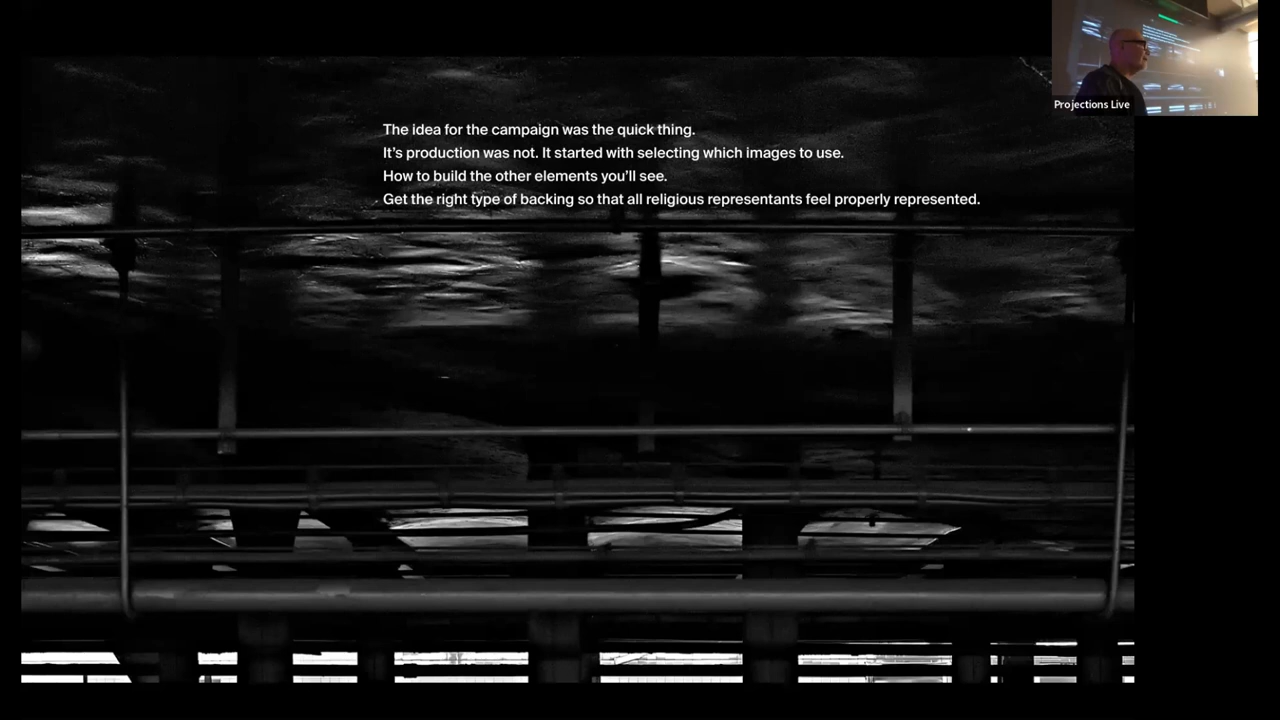 Projections Live
The idea for the campaign was the quick thing.
It's production was not. It started with selecting which images to use.
How to build the other elements you'll see.
Get the right type of backing so that all religious representants feel properly represented.